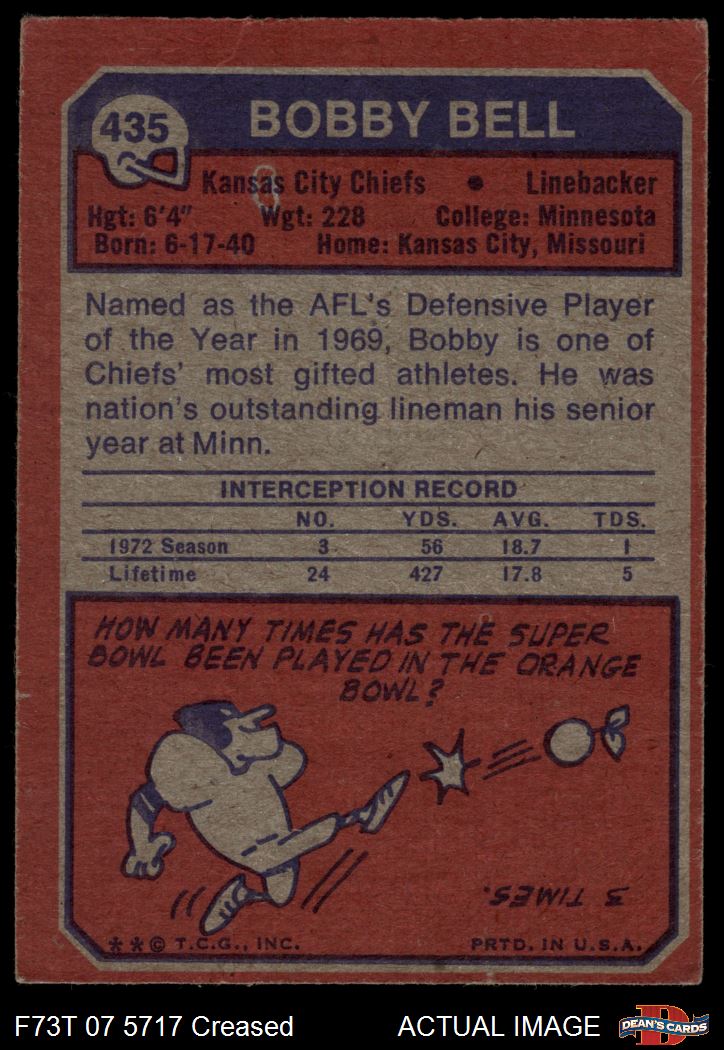 435
BOBBY BELL
Kansas City Chiefs • Linebacker
Hgt: 6'4" Wgt: 228 College: Minnesota
Born: 6-17-40 Home: Kansas City, Missouri
Named as the AFL's Defensive Player
of the Year in 1969, Bobby is one of
Chiefs' most gifted athletes. He was
nation's outstanding lineman his senior
year at Minn.
INTERCEPTION RECORD
NO. YDS. AVG. TDS.
1972 Season 3 56 18.7 1
Lifetime 24 427 17.8 5
HOW MANY TIMES HAS THE SUPER
BOWL BEEN PLAYED IN THE ORANGE
BOWL?
3 TIMES.
**© T.C.G., INC. PRTD. IN U.S.A.
F73T 07 5717 Creased ACTUAL IMAGE
D
DEAN'S CARDS